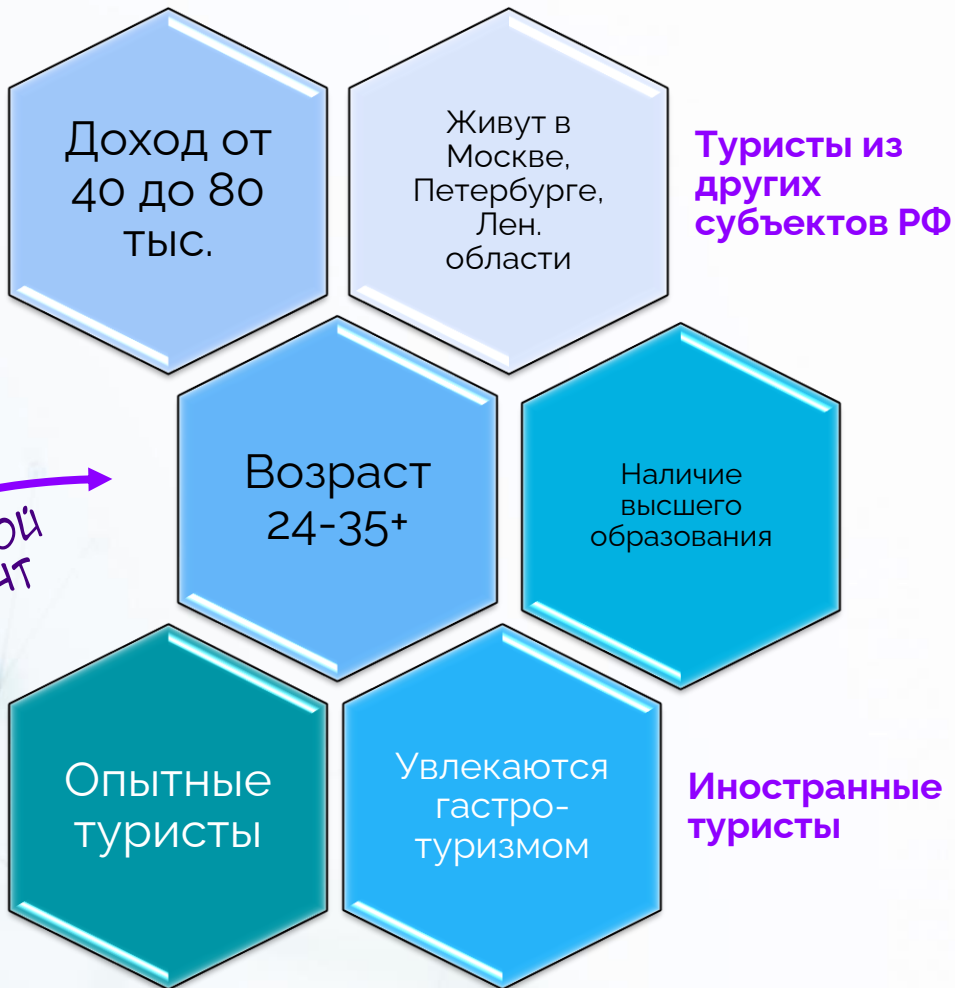 Доход от
40 до 80
тыс.
Живут в
Москве,
Петербурге,
Лен.
области
Туристы из
других
субъектов РФ
Возраст
24-35+
Наличие
высшего
образования
Опытные
туристы
Увлекаются
гастро-
туризмом
Иностранные
туристы